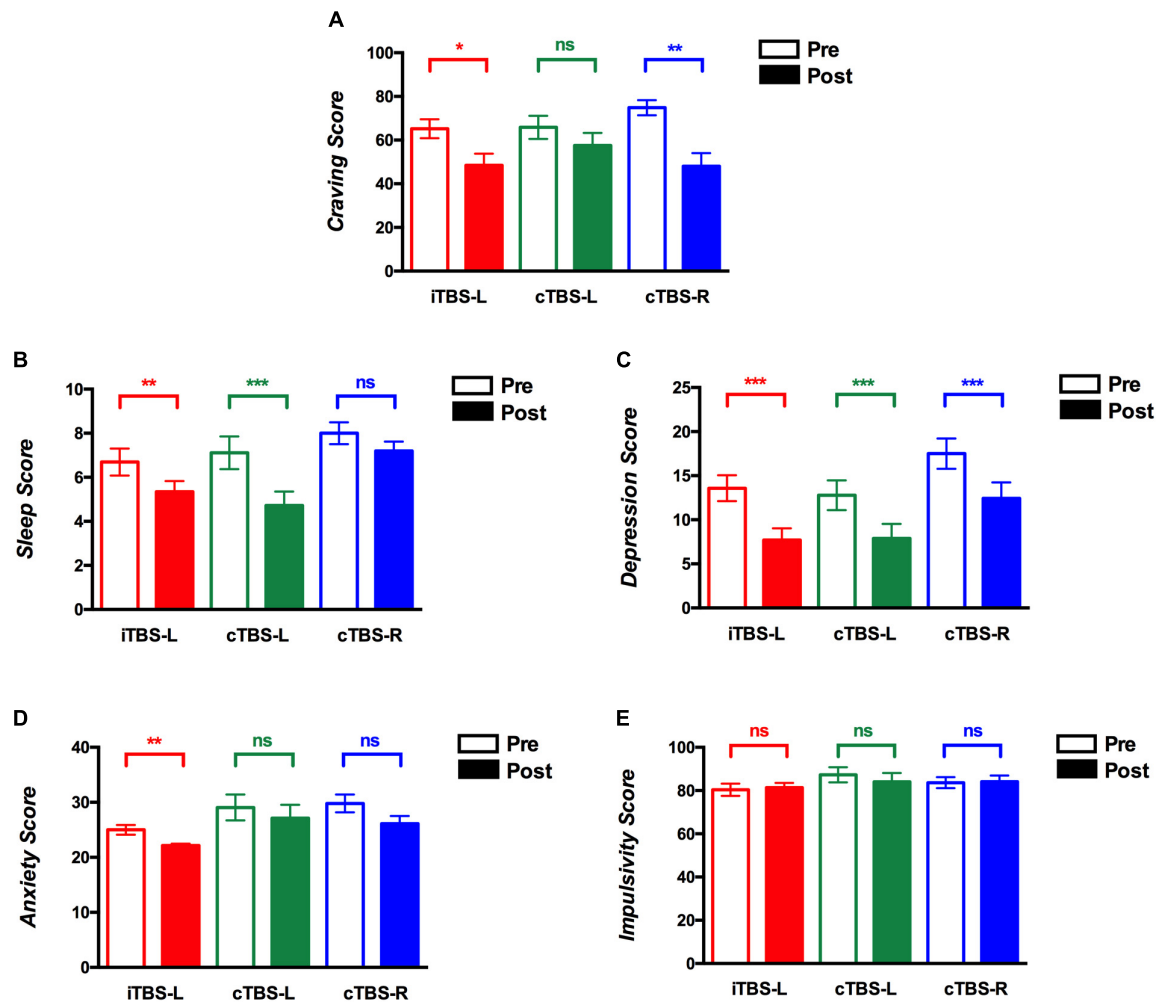 A
Craving Score
100
80
60
40
20
0
*
ns
**
Pre
Post
iTBS-L cTBS-L cTBS-R
B
Sleep Score
10
8
6
4
2
0
**
***
ns
Pre
Post
iTBS-L cTBS-L cTBS-R
C
Depression Score
25
20
15
10
5
0
***
***
***
Pre
Post
iTBS-L cTBS-L cTBS-R
D
Anxiety Score
40
30
20
10
0
**
ns
ns
Pre
Post
iTBS-L cTBS-L cTBS-R
E
Impulsivity Score
100
80
60
40
20
0
ns
ns
ns
Pre
Post
iTBS-L cTBS-L cTBS-R